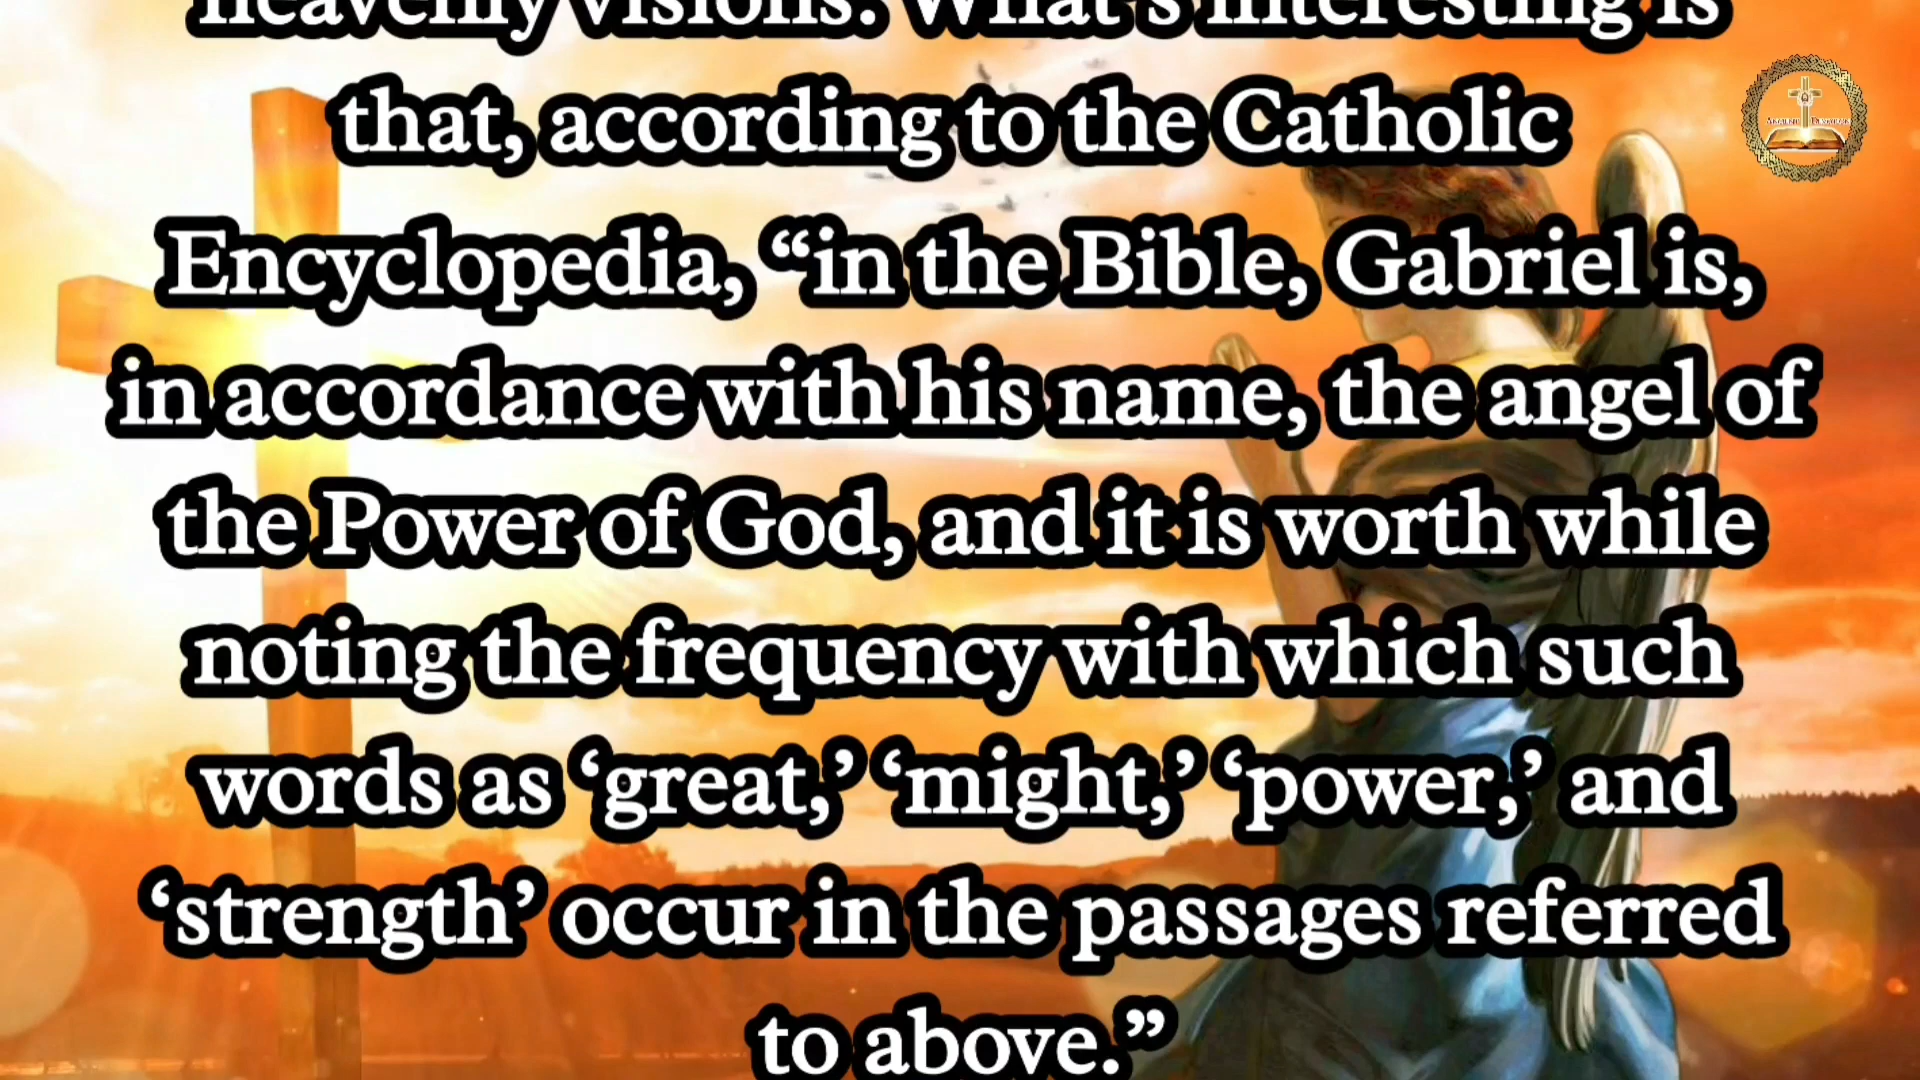 heavenly visions. What's interesting is
that, according to the Catholic
Encyclopedia, “in the Bible, Gabriel is,
in accordance with his name, the angel of
the Power of God, and it is worth while
noting the frequency with which such
words as ‘great,’ ‘might,’ ‘power,’ and
‘strength’ occur in the passages referred
to above.”